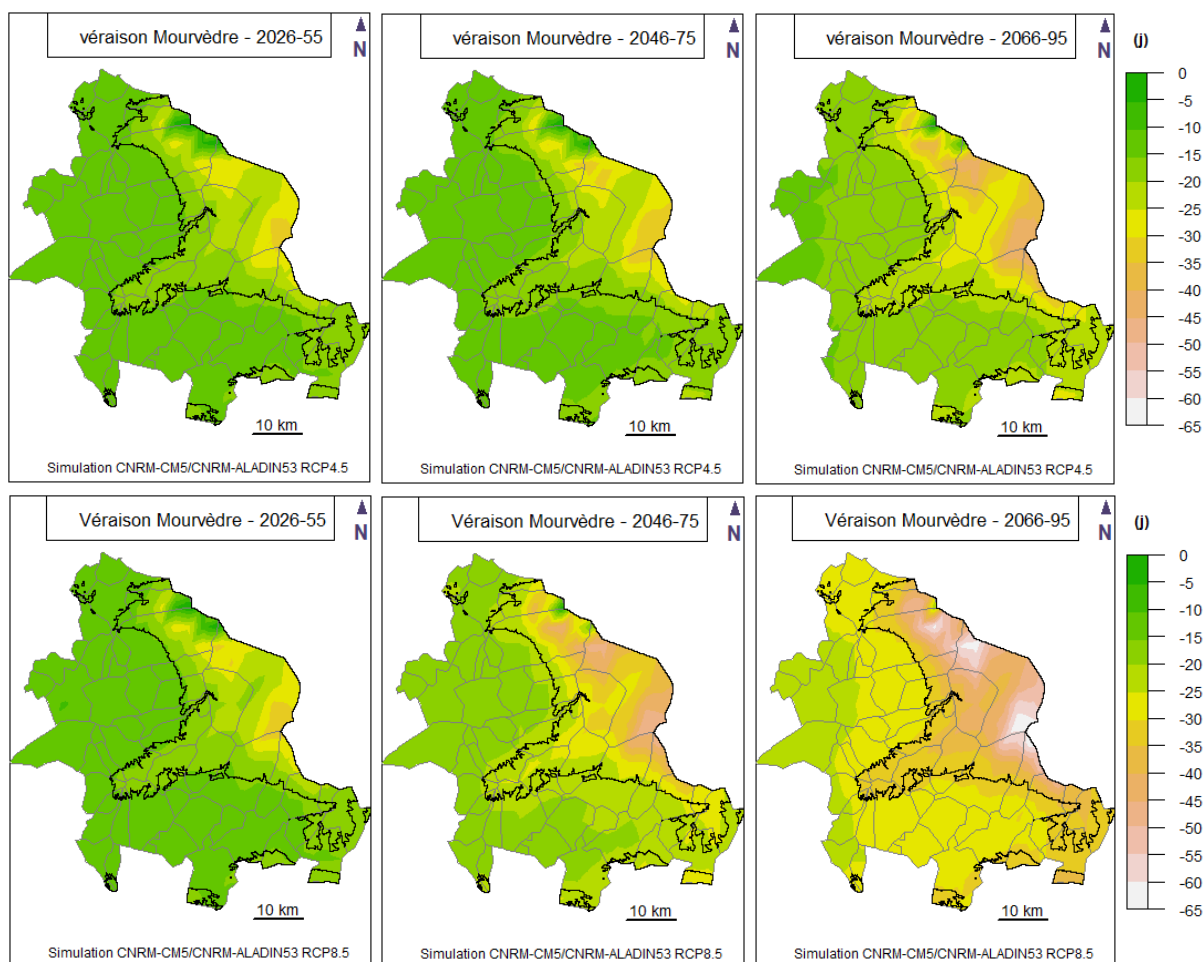 véraison Mourvèdre - 2026-55
N
véraison Mourvèdre - 2046-75
N
véraison Mourvèdre - 2066-95
N
(j)
0
-5
-10
-15
-20
-25
-30
-35
-40
-45
-50
-55
-60
-65
10 km
10 km
10 km
Simulation CNRM-CM5/CNRM-ALADIN53 RCP4.5
Simulation CNRM-CM5/CNRM-ALADIN53 RCP4.5
Simulation CNRM-CM5/CNRM-ALADIN53 RCP4.5
Véraison Mourvèdre - 2026-55
N
Véraison Mourvèdre - 2046-75
N
Véraison Mourvèdre - 2066-95
N
(j)
0
-5
-10
-15
-20
-25
-30
-35
-40
-45
-50
-55
-60
-65
10 km
10 km
10 km
Simulation CNRM-CM5/CNRM-ALADIN53 RCP8.5
Simulation CNRM-CM5/CNRM-ALADIN53 RCP8.5
Simulation CNRM-CM5/CNRM-ALADIN53 RCP8.5